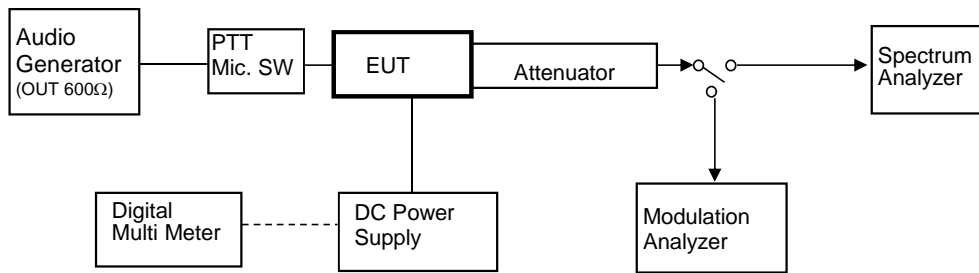 Audio
Generator
(OUT 600Ω)
PTT
Mic. SW
EUT
Attenuator
Spectrum
Analyzer
Digital
Multi Meter
DC Power
Supply
Modulation
Analyzer